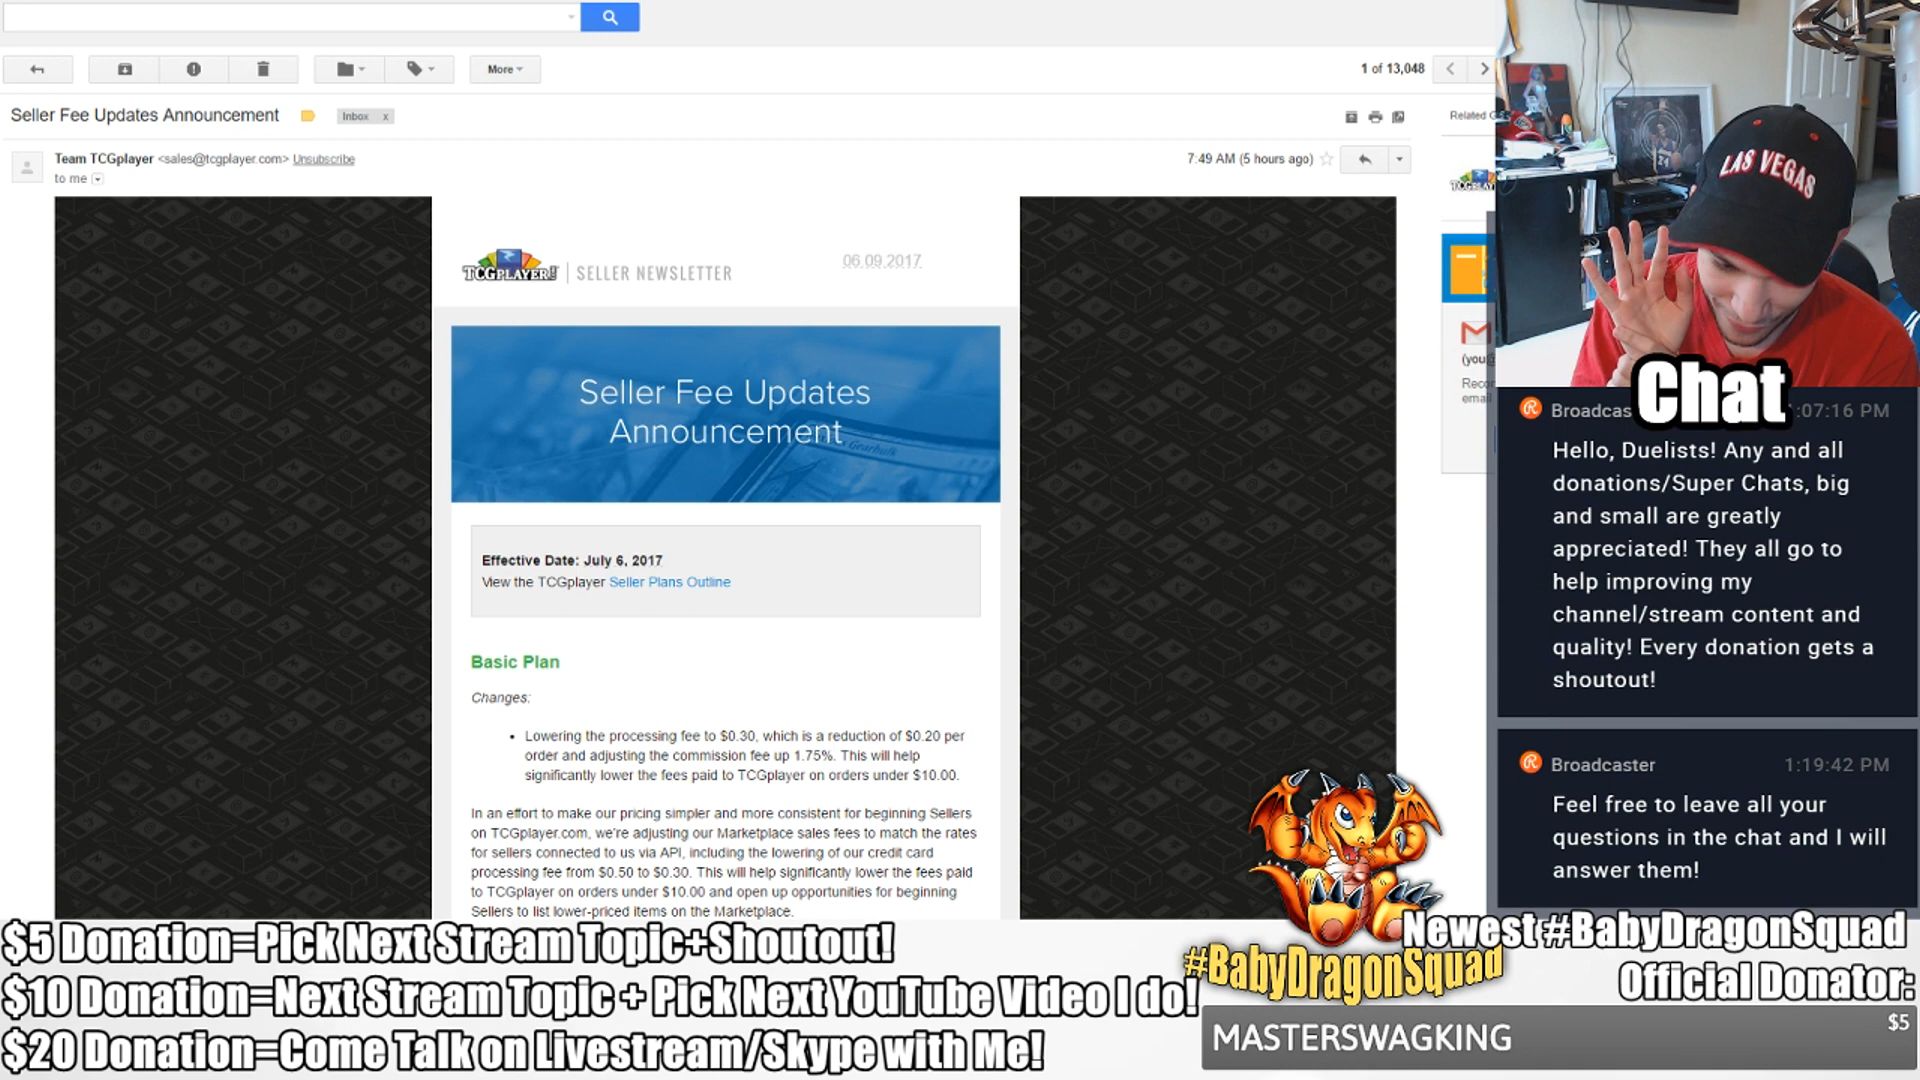 More
1 of 13,048
Seller Fee Updates Announcement
Inbox x
Related G
Team TCGplayer <sales@tcgplayer.com> Unsubscribe
7:49 AM (5 hours ago)
to me
TCGPLAYER | SELLER NEWSLETTER
06.09.2017
Seller Fee Updates
Announcement
Effective Date: July 6, 2017
View the TCGplayer Seller Plans Outline
Basic Plan
Changes:
• Lowering the processing fee to $0.30, which is a reduction of $0.20 per
order and adjusting the commission fee up 1.75%. This will help
significantly lower the fees paid to TCGplayer on orders under $10.00.
In an effort to make our pricing simpler and more consistent for beginning Sellers
on TCGplayer.com, we're adjusting our Marketplace sales fees to match the rates
for sellers connected to us via API, including the lowering of our credit card
processing fee from $0.50 to $0.30. This will help significantly lower the fees paid
to TCGplayer on orders under $10.00 and open up opportunities for beginning
Sellers to list lower-priced items on the Marketplace.
(you
Reco
email
LAS VEGAS
24
Chat
Broadcas :07:16 PM
Hello, Duelists! Any and all
donations/Super Chats, big
and small are greatly
appreciated! They all go to
help improving my
channel/stream content and
quality! Every donation gets a
shoutout!
Broadcaster 1:19:42 PM
Feel free to leave all your
questions in the chat and I will
answer them!
$5 Donation=Pick Next Stream Topic+Shoutout!
$10 Donation=Next Stream Topic + Pick Next YouTube Video I do!
$20 Donation=Come Talk on Livestream/Skype with Me!
#BabyDragonSquad
Newest #BabyDragonSquad
Official Donator:
MASTERSWAGKING
$5